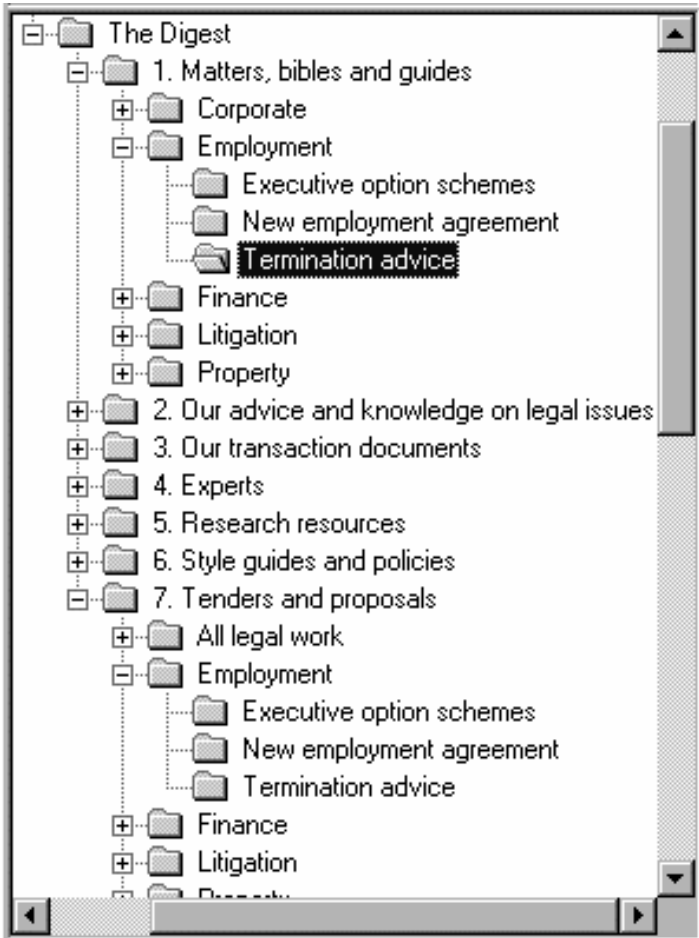 The Digest
1. Matters, bibles and guides
Corporate
Employment
Executive option schemes
New employment agreement
Termination advice
Finance
Litigation
Property
2. Our advice and knowledge on legal issues
3. Our transaction documents
4. Experts
5. Research resources
6. Style guides and policies
7. Tenders and proposals
All legal work
Employment
Executive option schemes
New employment agreement
Termination advice
Finance
Litigation
Property